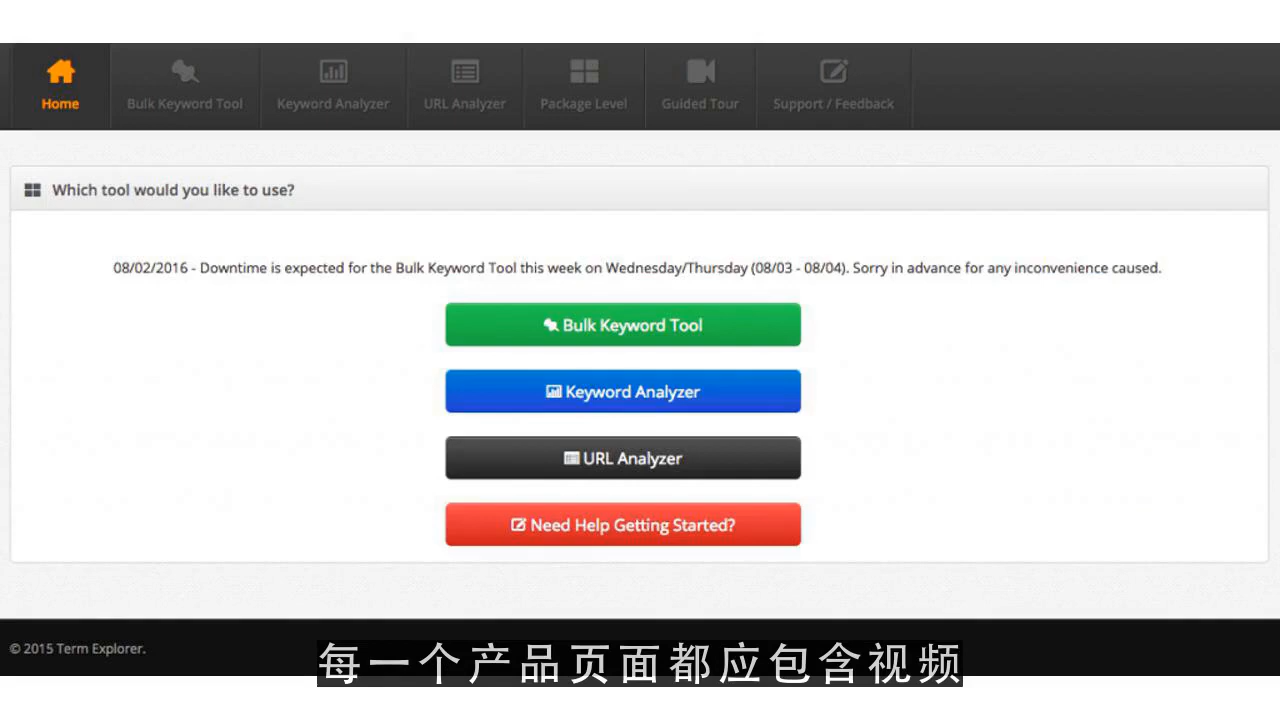 Home
Bulk Keyword Tool
Keyword Analyzer
URL Analyzer
Package Level
Guided Tour
Support / Feedback
Which tool would you like to use?
08/02/2016 - Downtime is expected for the Bulk Keyword Tool this week on Wednesday/Thursday (08/03 - 08/04). Sorry in advance for any inconvenience caused.
Bulk Keyword Tool
Keyword Analyzer
URL Analyzer
Need Help Getting Started?
© 2015 Term Explorer.
每一个产品页面都应包含视频